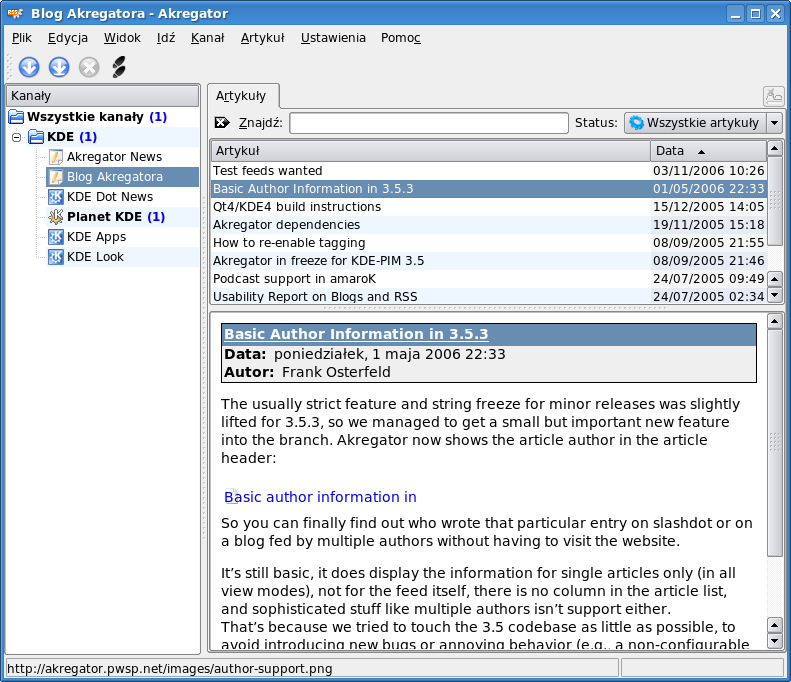 Blog Akregatora - Akregator
Plik Edycja Widok Idź Kanał Artykuł Ustawienia Pomoc
Kanały
Wszystkie kanały (1)
KDE (1)
Akregator News
Blog Akregatora
KDE Dot News
Planet KDE (1)
KDE Apps
KDE Look
Artykuły
Znajdź: Status: Wszystkie artykuły
Artykuł Data
Test feeds wanted 03/11/2006 10:26
Basic Author Information in 3.5.3 01/05/2006 22:33
Qt4/KDE4 build instructions 15/12/2005 14:05
Akregator dependencies 19/11/2005 15:18
How to re-enable tagging 08/09/2005 21:55
Akregator in freeze for KDE-PIM 3.5 08/09/2005 21:46
Podcast support in amaroK 24/07/2005 09:49
Usability Report on Blogs and RSS 24/07/2005 02:34
Basic Author Information in 3.5.3
Data: poniedziałek, 1 maja 2006 22:33
Autor: Frank Osterfeld
The usually strict feature and string freeze for minor releases was slightly
lifted for 3.5.3, so we managed to get a small but important new feature
into the branch. Akregator now shows the article author in the article
header:
Basic author information in
So you can finally find out who wrote that particular entry on slashdot or on
a blog fed by multiple authors without having to visit the website.
It's still basic, it does display the information for single articles only (in all
view modes), not for the feed itself, there is no column in the article list,
and sophisticated stuff like multiple authors isn't support either.
That's because we tried to touch the 3.5 codebase as little as possible, to
avoid introducing new bugs or annoying behavior (e.g., a non-configurable
http://akregator.pwsp.net/images/author-support.png